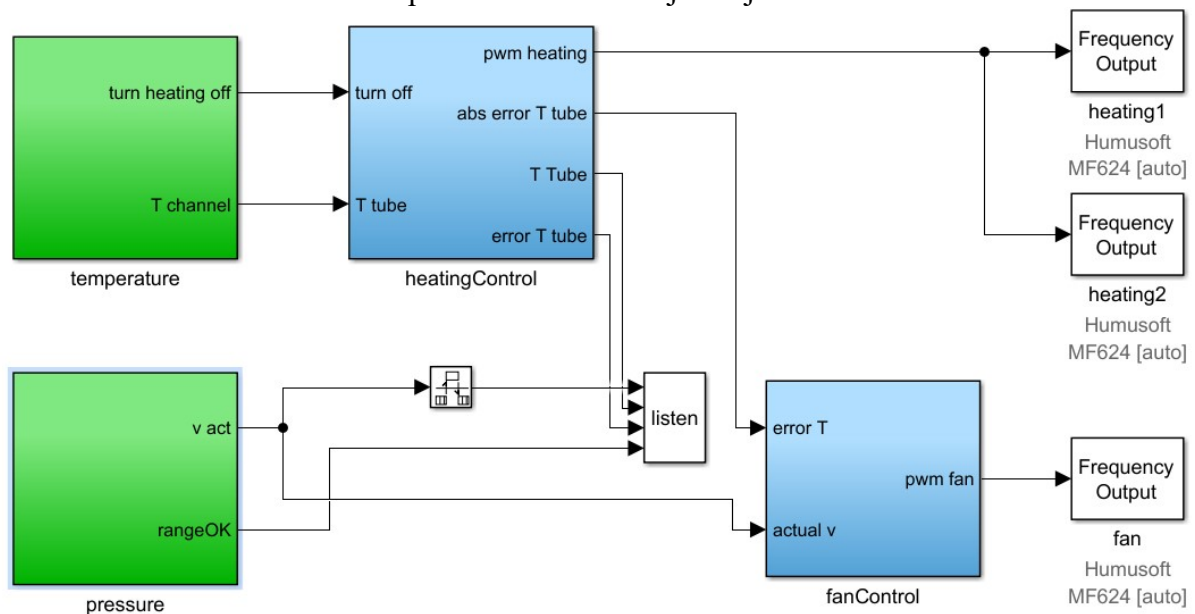 turn heating off
T channel
temperature
turn off
T tube
pwm heating
abs error T tube
T Tube
error T tube
heatingControl
Frequency
Output
heating1
Humusoft
MF624 [auto]
Frequency
Output
heating2
Humusoft
MF624 [auto]
v act
rangeOK
pressure
listen
error T
actual v
pwm fan
fanControl
Frequency
Output
fan
Humusoft
MF624 [auto]